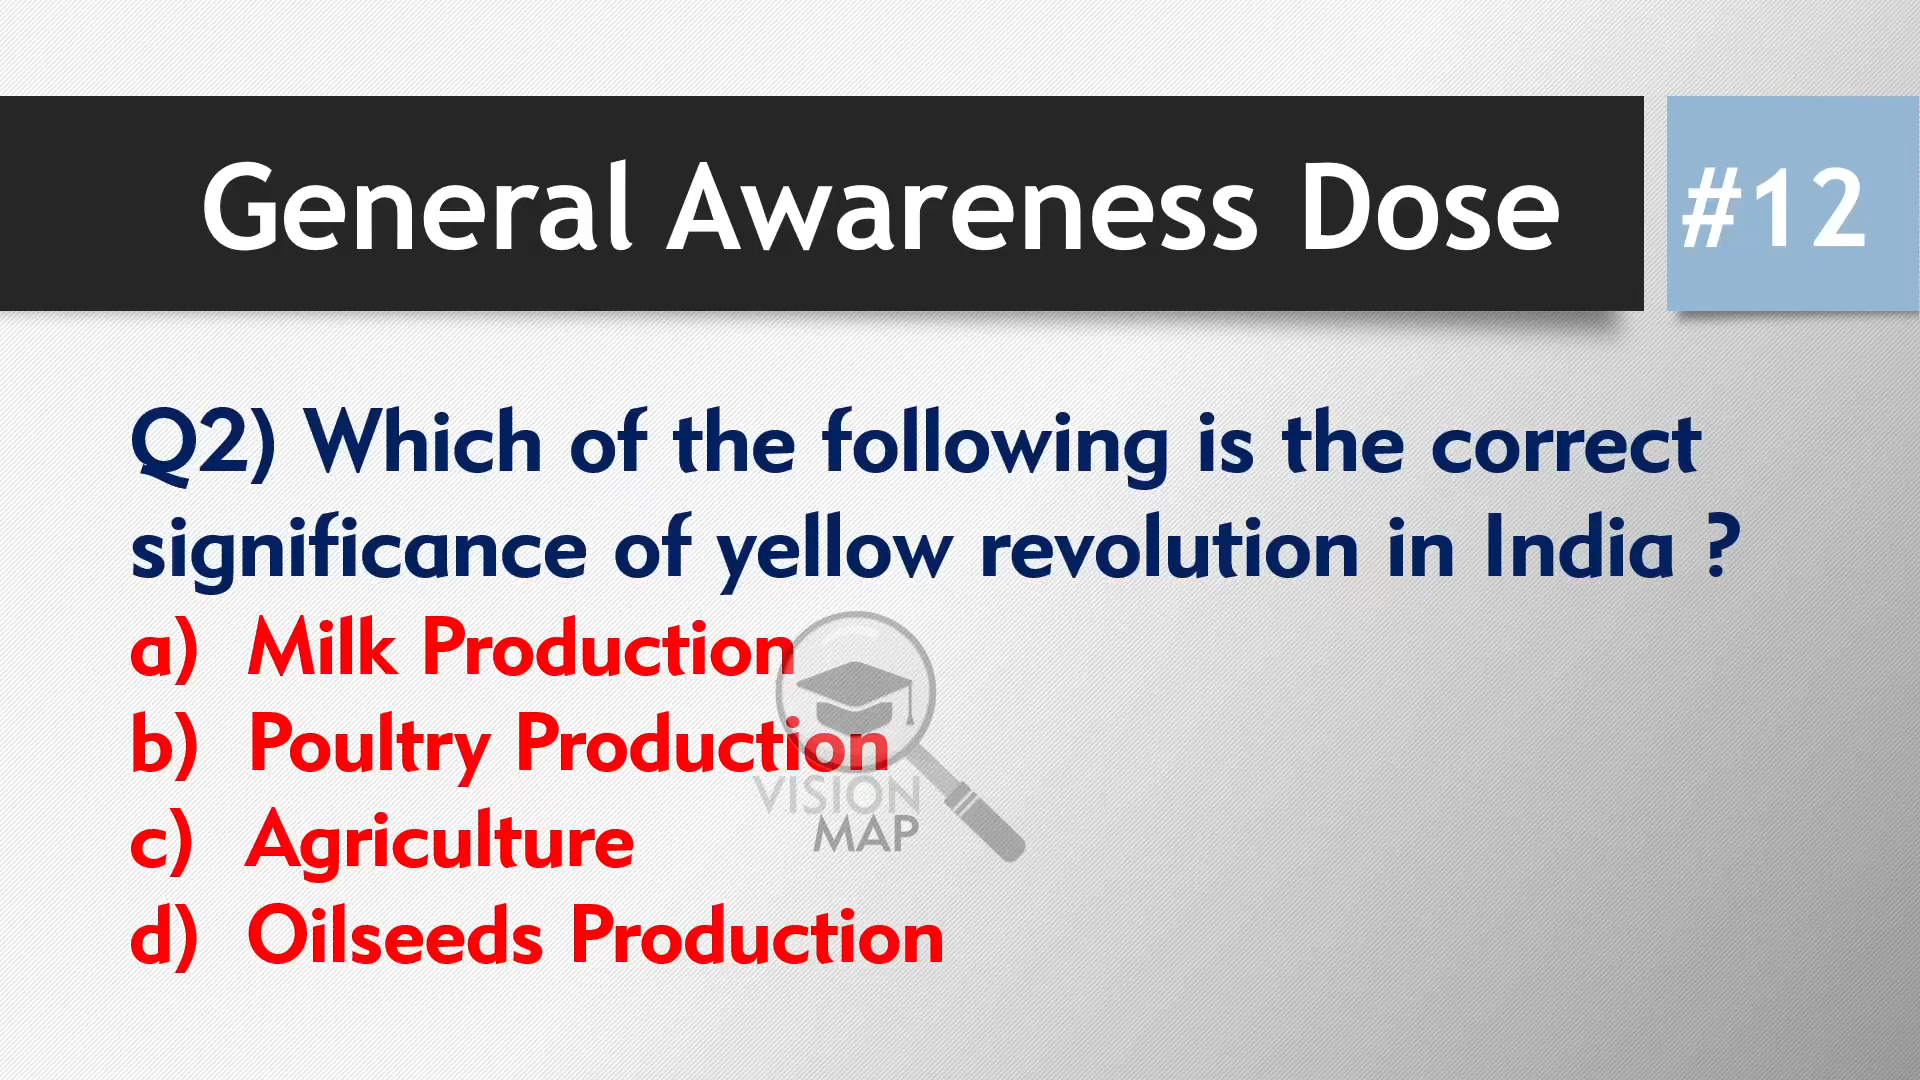 General Awareness Dose #12
Q2) Which of the following is the correct
significance of yellow revolution in India ?
a) Milk Production
b) Poultry Production
c) Agriculture
d) Oilseeds Production
VISION
MAP